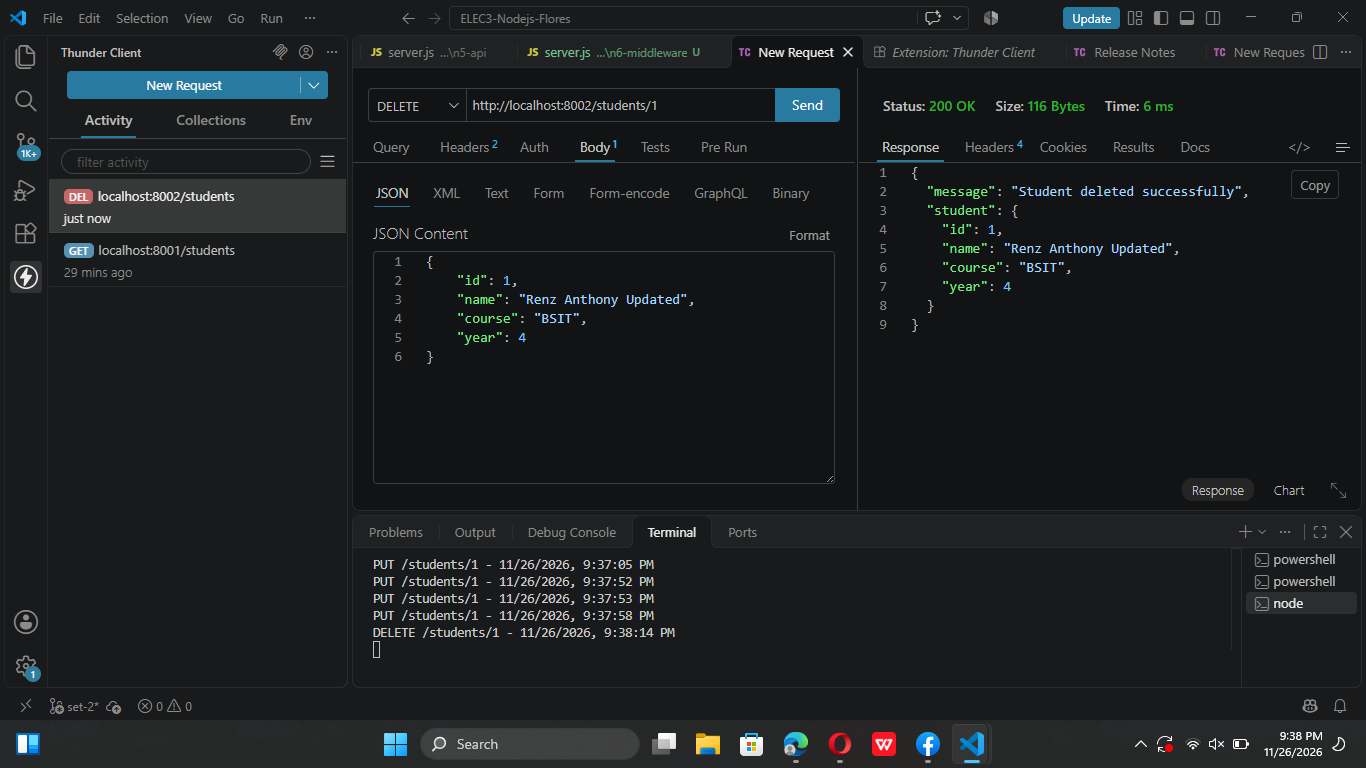 File Edit Selection View Go Run ···
ELEC3-Nodejs-Flores
Update
Thunder Client
New Request
Activity Collections Env
filter activity
DEL localhost:8002/students
just now
GET localhost:8001/students
29 mins ago
1K+
1
JS server.js ...\n5-api
JS server.js ...\n6-middleware U
TC New Request
Extension: Thunder Client
TC Release Notes
TC New Reques
DELETE http://localhost:8002/students/1 Send
Query Headers 2 Auth Body 1 Tests Pre Run
JSON XML Text Form Form-encode GraphQL Binary
JSON Content Format
1 {
2 "id": 1,
3 "name": "Renz Anthony Updated",
4 "course": "BSIT",
5 "year": 4
6 }
Status: 200 OK Size: 116 Bytes Time: 6 ms
Response Headers 4 Cookies Results Docs </>
Copy
1 {
2 "message": "Student deleted successfully",
3 "student": {
4 "id": 1,
5 "name": "Renz Anthony Updated",
6 "course": "BSIT",
7 "year": 4
8 }
9 }
Response Chart
Problems Output Debug Console Terminal Ports
PUT /students/1 - 11/26/2026, 9:37:05 PM
PUT /students/1 - 11/26/2026, 9:37:52 PM
PUT /students/1 - 11/26/2026, 9:37:53 PM
PUT /students/1 - 11/26/2026, 9:37:58 PM
DELETE /students/1 - 11/26/2026, 9:38:14 PM
powershell
powershell
node
set-2* 0 0
Search
W
9:38 PM
11/26/2026